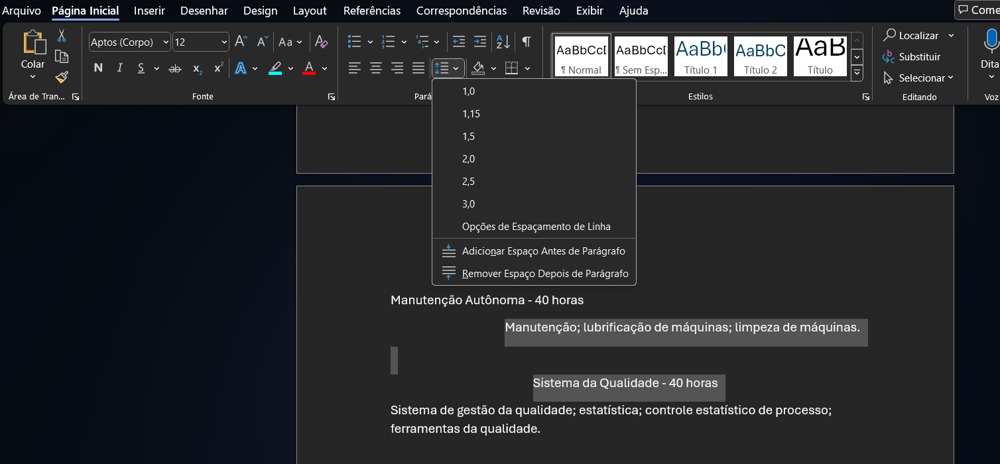 Arquivo Página Inicial Inserir Desenhar Design Layout Referências Correspondências Revisão Exibir Ajuda
Colar
Área de Tran...
Aptos (Corpo) 12
Aa
N I S ab x₂ x² A A
Fonte
AaBbCcD AaBbCcD AaBb AaBbC AaB
¶ Normal ¶ Sem Esp... Título 1 Título 2 Título
Estilos
Localizar
Substituir
Selecionar
Editando
Voz
1,0
1,15
1,5
2,0
2,5
3,0
Opções de Espaçamento de Linha
Adicionar Espaço Antes de Parágrafo
Remover Espaço Depois de Parágrafo
Manutenção Autônoma - 40 horas
Manutenção; lubrificação de máquinas; limpeza de máquinas.
Sistema da Qualidade - 40 horas
Sistema de gestão da qualidade; estatística; controle estatístico de processo;
ferramentas da qualidade.